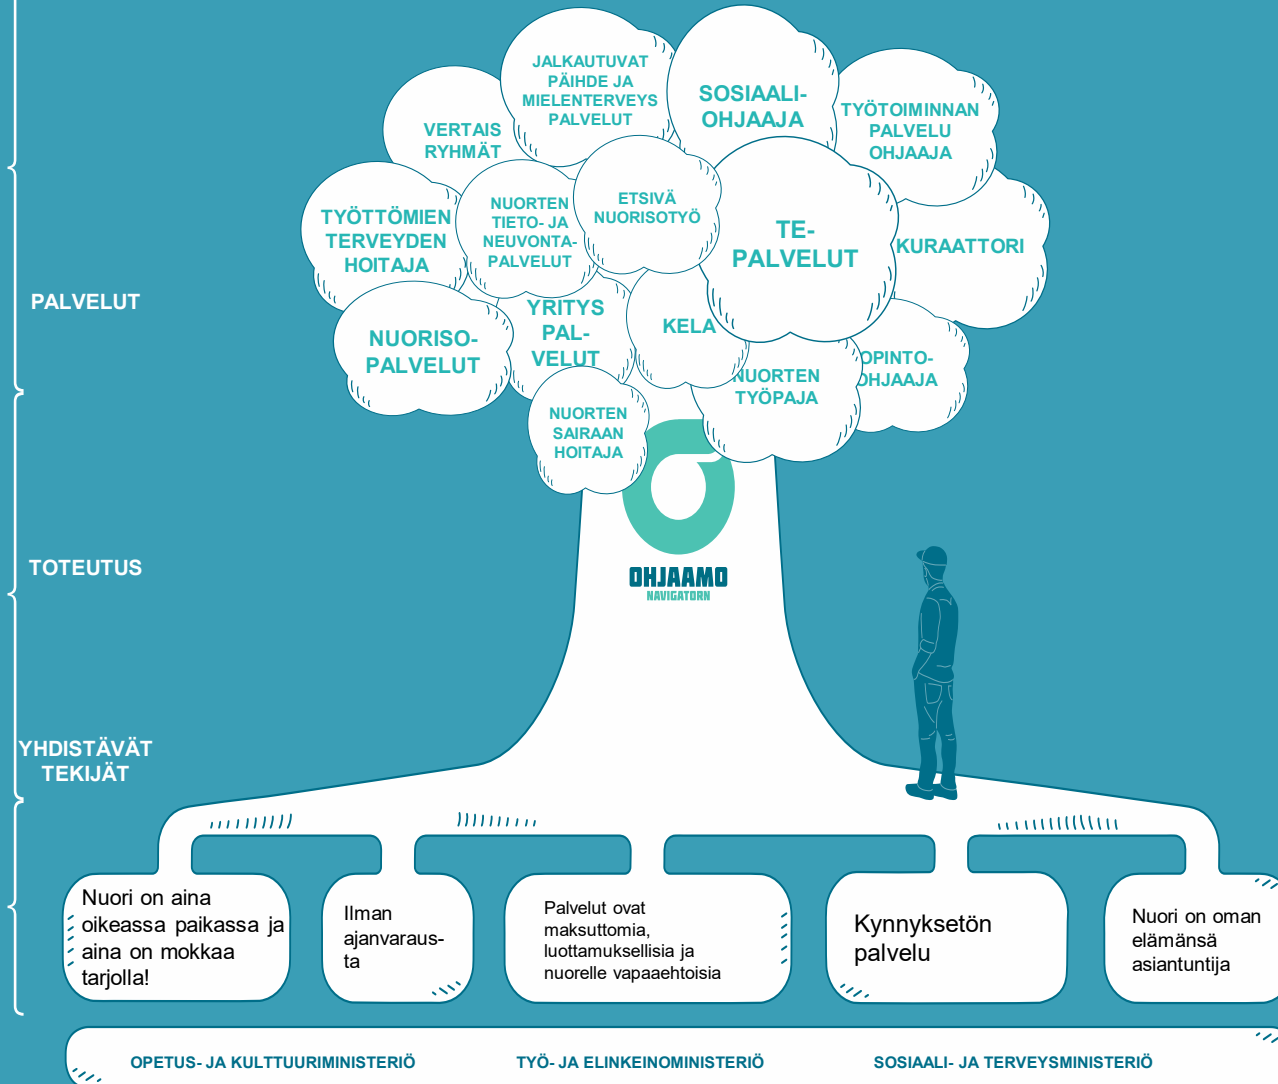 JALKAUTUVAT
PÄIHDE JA
MIELENTERVEYS
PALVELUT
SOSIAALI-
OHJAAJA
TYÖTOIMINNAN
PALVELU
OHJAAJA
VERTAIS
RYHMÄT
TYÖTTÖMIEN
TERVEYDEN
HOITAJA
NUORTEN
TIETO- JA
NEUVONTA-
PALVELUT
ETSIVÄ
NUORISOTYÖ
TE-
PALVELUT
KURAATTORI
PALVELUT
NUORISO-
PALVELUT
YRITYS
PAL-
VELUT
KELA
NUORTEN
TYÖPAJA
OPINTO-
OHJAAJA
NUORTEN
SAIRAAN
HOITAJA
TOTEUTUS
OHJAAMO
NAVIGATORN
YHDISTÄVÄT
TEKIJÄT
Nuori on aina
oikeassa paikassa ja
aina on mokkaa
tarjolla!
Ilman
ajanvaraus-
ta
Palvelut ovat
maksuttomia,
luottamuksellisia ja
nuorelle vapaaehtoisia
Kynnyksetön
palvelu
Nuori on oman
elämänsä
asiantuntija
OPETUS- JA KULTTUURIMINISTERIÖ
TYÖ- JA ELINKEINOMINISTERIÖ
SOSIAALI- JA TERVEYSMINISTERIÖ